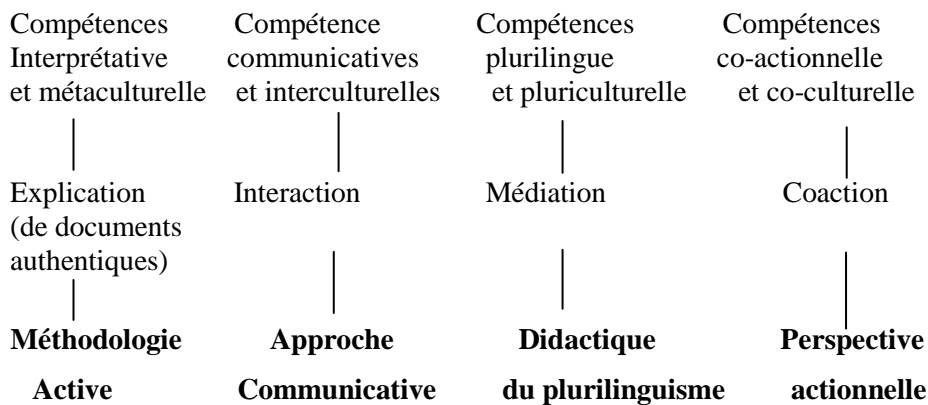 Compétences Compétence Compétences Compétences
Interprétative communicatives plurilingue co-actionnelle
et métaculturelle et interculturelles et pluriculturelle et co-culturelle
Explication Interaction Médiation Coaction
(de documents
authentiques)
Méthodologie Approche Didactique Perspective
Active Communicative du plurilinguisme actionnelle